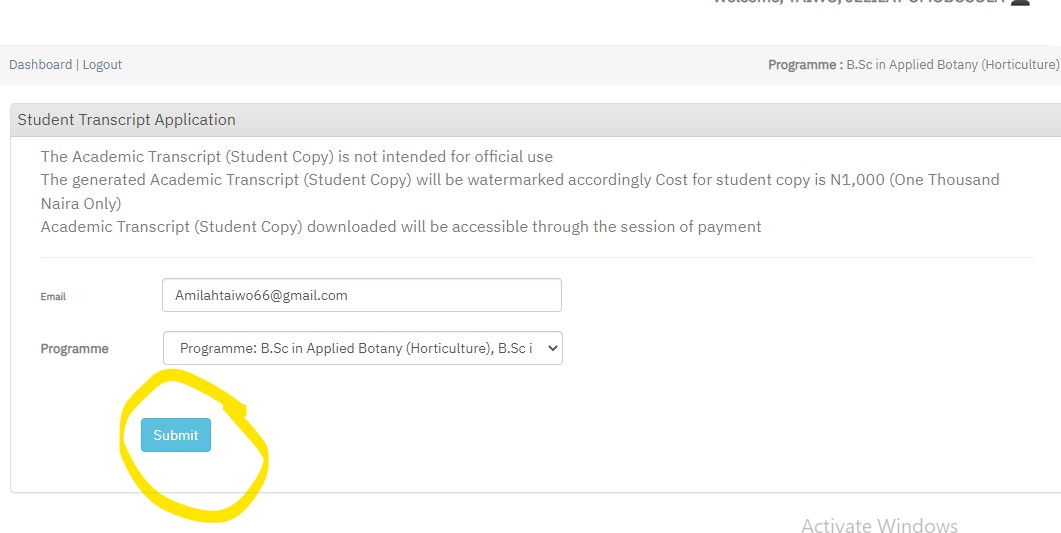 Dashboard | Logout
Programme : B.Sc in Applied Botany (Horticulture)
Student Transcript Application
The Academic Transcript (Student Copy) is not intended for official use
The generated Academic Transcript (Student Copy) will be watermarked accordingly Cost for student copy is N1,000 (One Thousand
Naira Only)
Academic Transcript (Student Copy) downloaded will be accessible through the session of payment
Email
Amilahtaiwo66@gmail.com
Programme
Programme: B.Sc in Applied Botany (Horticulture), B.Sc i
Submit
Activate Windows